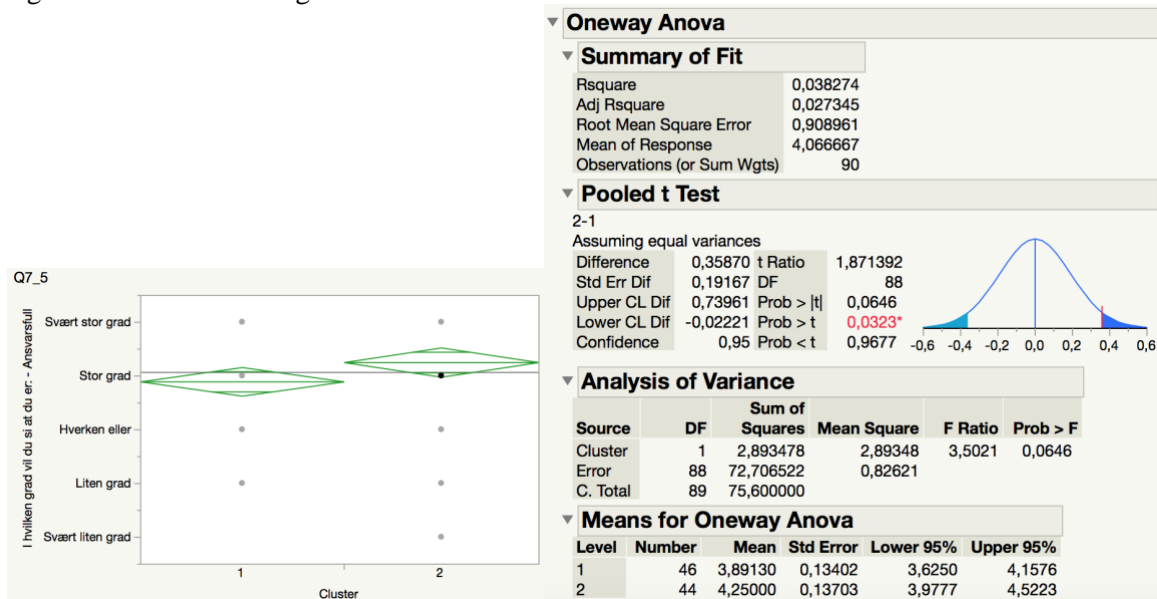 Oneway Anova
Summary of Fit
Rsquare 0,038274
Adj Rsquare 0,027345
Root Mean Square Error 0,908961
Mean of Response 4,066667
Observations (or Sum Wgts) 90
Pooled t Test
2-1
Assuming equal variances
Difference 0,35870 t Ratio 1,871392
Std Err Dif 0,19167 DF 88
Upper CL Dif 0,73961 Prob > |t| 0,0646
Lower CL Dif -0,02221 Prob > t 0,0323*
Confidence 0,95 Prob < t 0,9677
-0,6 -0,4 -0,2 0,0 0,2 0,4 0,6
Analysis of Variance
Sum of
Source DF Squares Mean Square F Ratio Prob > F
Cluster 1 2,893478 2,89348 3,5021 0,0646
Error 88 72,706522 0,82621
C. Total 89 75,600000
Means for Oneway Anova
Level Number Mean Std Error Lower 95% Upper 95%
1 46 3,89130 0,13402 3,6250 4,1576
2 44 4,25000 0,13703 3,9777 4,5223
Q7_5
I hvilken grad vil du si at du er: - Ansvarsfull
Svært stor grad
Stor grad
Hverken eller
Liten grad
Svært liten grad
1 2
Cluster